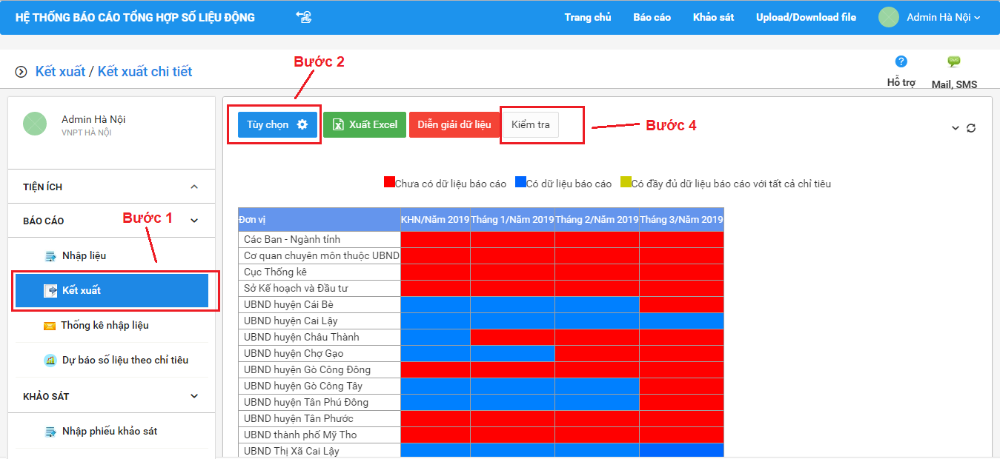 HỆ THỐNG BÁO CÁO TỔNG HỢP SỐ LIỆU ĐỘNG
Trang chủ Báo cáo Khảo sát Upload/Download file Admin Hà Nội
Bước 2
Kết xuất / Kết xuất chi tiết
Hỗ trợ
SMS
Mail, SMS
Admin Hà Nội
VNPT HÀ NỘI
Tùy chọn Xuất Excel Diễn giải dữ liệu Kiểm tra
Bước 4
TIỆN ÍCH
BÁO CÁO
Bước 1
Nhập liệu
Kết xuất
Thống kê nhập liệu
Dự báo số liệu theo chỉ tiêu
KHẢO SÁT
Nhập phiếu khảo sát
Chưa có dữ liệu báo cáo Có dữ liệu báo cáo Có đầy đủ dữ liệu báo cáo với tất cả chỉ tiêu
Đơn vị KHN/Năm 2019 Tháng 1/Năm 2019 Tháng 2/Năm 2019 Tháng 3/Năm 2019
Các Ban - Ngành tỉnh
Cơ quan chuyên môn thuộc UBND
Cục Thống kê
Sở Kế hoạch và Đầu tư
UBND huyện Cái Bè
UBND huyện Cai Lậy
UBND huyện Châu Thành
UBND huyện Chợ Gạo
UBND huyện Gò Công Đông
UBND huyện Gò Công Tây
UBND huyện Tân Phú Đông
UBND huyện Tân Phước
UBND thành phố Mỹ Tho
UBND Thị Xã Cai Lậy